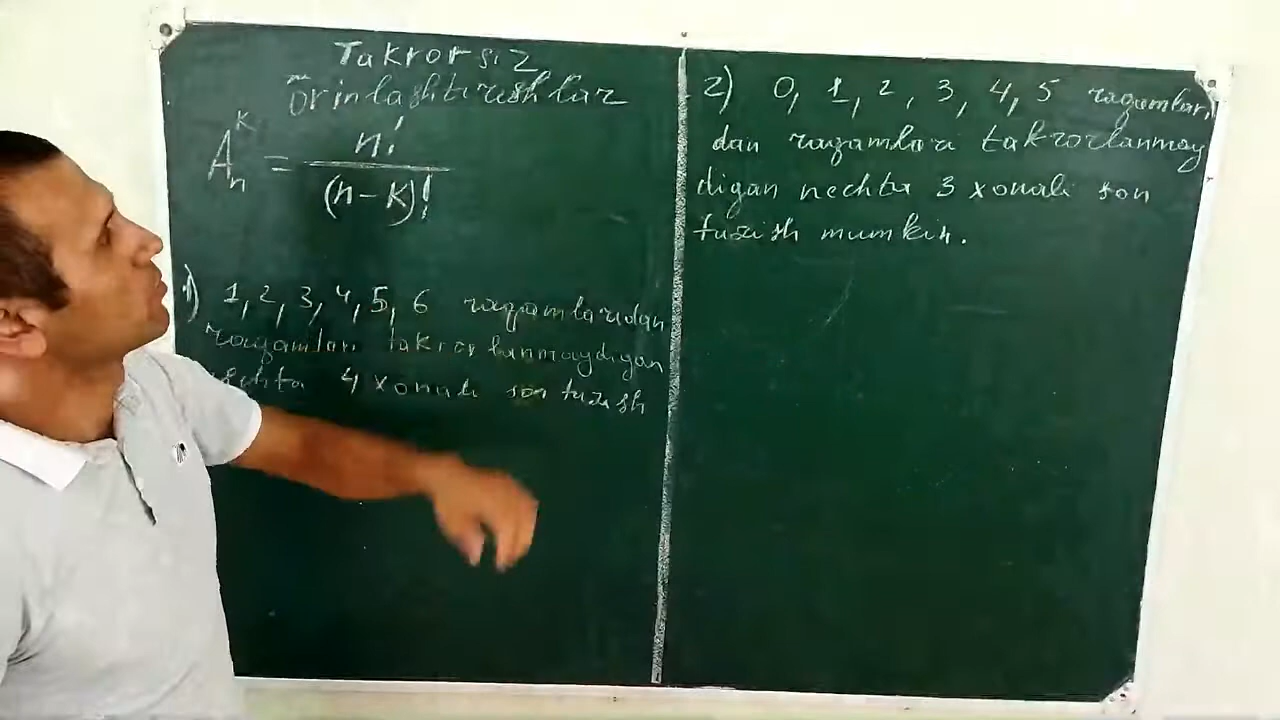 Takrorsiz
Orinlashtirishlar
A_n^k = n! / (n-k)!
1) 1, 2, 3, 4, 5, 6 raqamlaridan
raqamlari takrorlanmaydigan
nechta 4 xonali son tuzish
2) 0, 1, 2, 3, 4, 5 raqamlar,
dan raqamlari takrorlanmay
digan nechta 3 xonali son
tuzish mumkin.